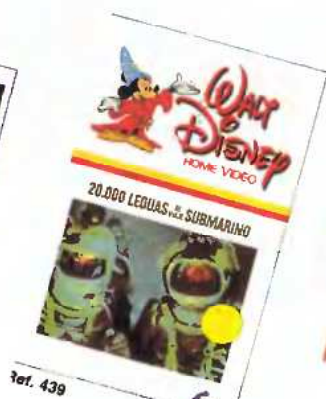 WALT
DISNEY
HOME VIDEO
20.000 LEGUAS DE VIAJE SUBMARINO
Ref. 439